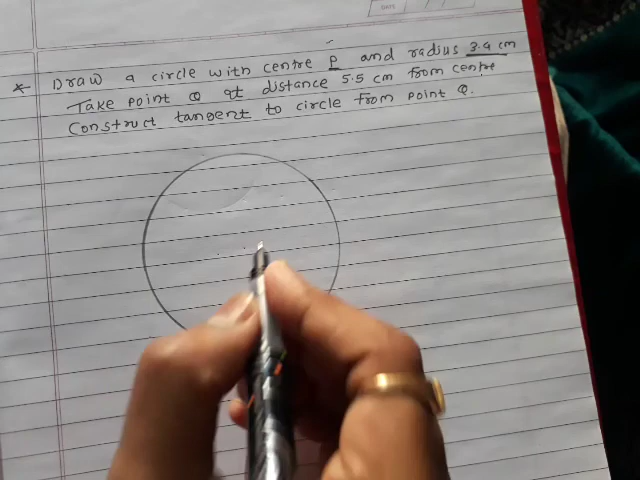 DATE
* Draw a circle with centre P and radius 3.4 cm
Take point Q at distance 5.5 cm from centre
Construct tangent to circle from point Q.